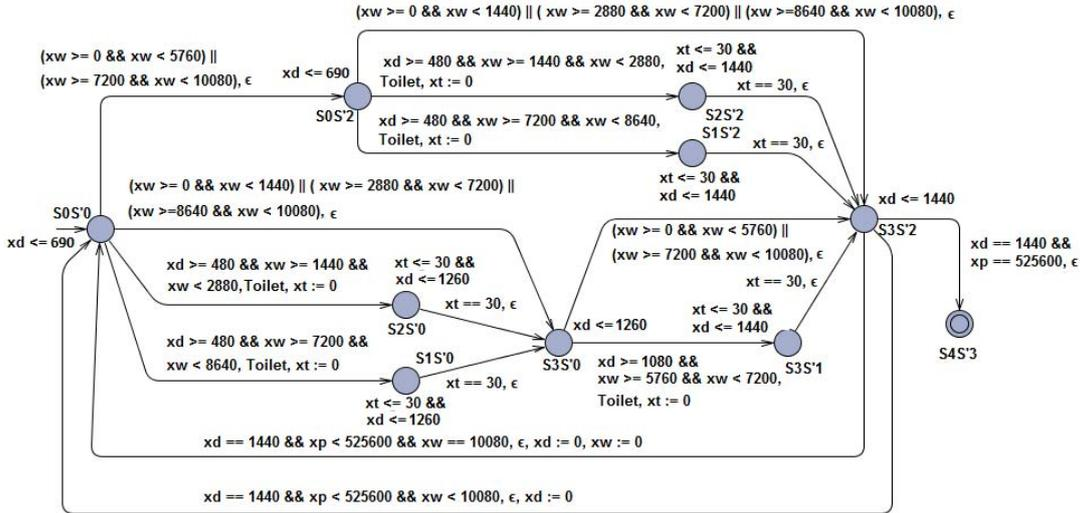 (xw >= 0 && xw < 1440) || ( xw >= 2880 && xw < 7200) || (xw >=8640 && xw < 10080), ϵ
(xw >= 0 && xw < 5760) ||
(xw >= 7200 && xw < 10080), ϵ
xd <= 690
S0S'2
xd >= 480 && xw >= 1440 && xw < 2880,
Toilet, xt := 0
xt <= 30 &&
xd <= 1440
xt == 30, ϵ
S2S'2
xd >= 480 && xw >= 7200 && xw < 8640,
Toilet, xt := 0
S1S'2
xt == 30, ϵ
xt <= 30 &&
xd <= 1440
(xw >= 0 && xw < 1440) || ( xw >= 2880 && xw < 7200) ||
(xw >=8640 && xw < 10080), ϵ
S0S'0
xd <= 690
xd <= 1440
S3S'2
(xw >= 0 && xw < 5760) ||
(xw >= 7200 && xw < 10080), ϵ
xd == 1440 &&
xp == 525600, ϵ
xd >= 480 && xw >= 1440 &&
xw < 2880,Toilet, xt := 0
xt <= 30 &&
xd <=1260
xt == 30, ϵ
S2S'0
xt == 30, ϵ
xt <= 30 &&
xd <= 1440
xd <=1260
S3S'0
S3S'1
S4S'3
xd >= 480 && xw >= 7200 &&
xw < 8640, Toilet, xt := 0
S1S'0
xt == 30, ϵ
xt <= 30 &&
xd <=1260
xd >= 1080 &&
xw >= 5760 && xw < 7200,
Toilet, xt := 0
xd == 1440 && xp < 525600 && xw == 10080, ϵ, xd := 0, xw := 0
xd == 1440 && xp < 525600 && xw < 10080, ϵ, xd := 0